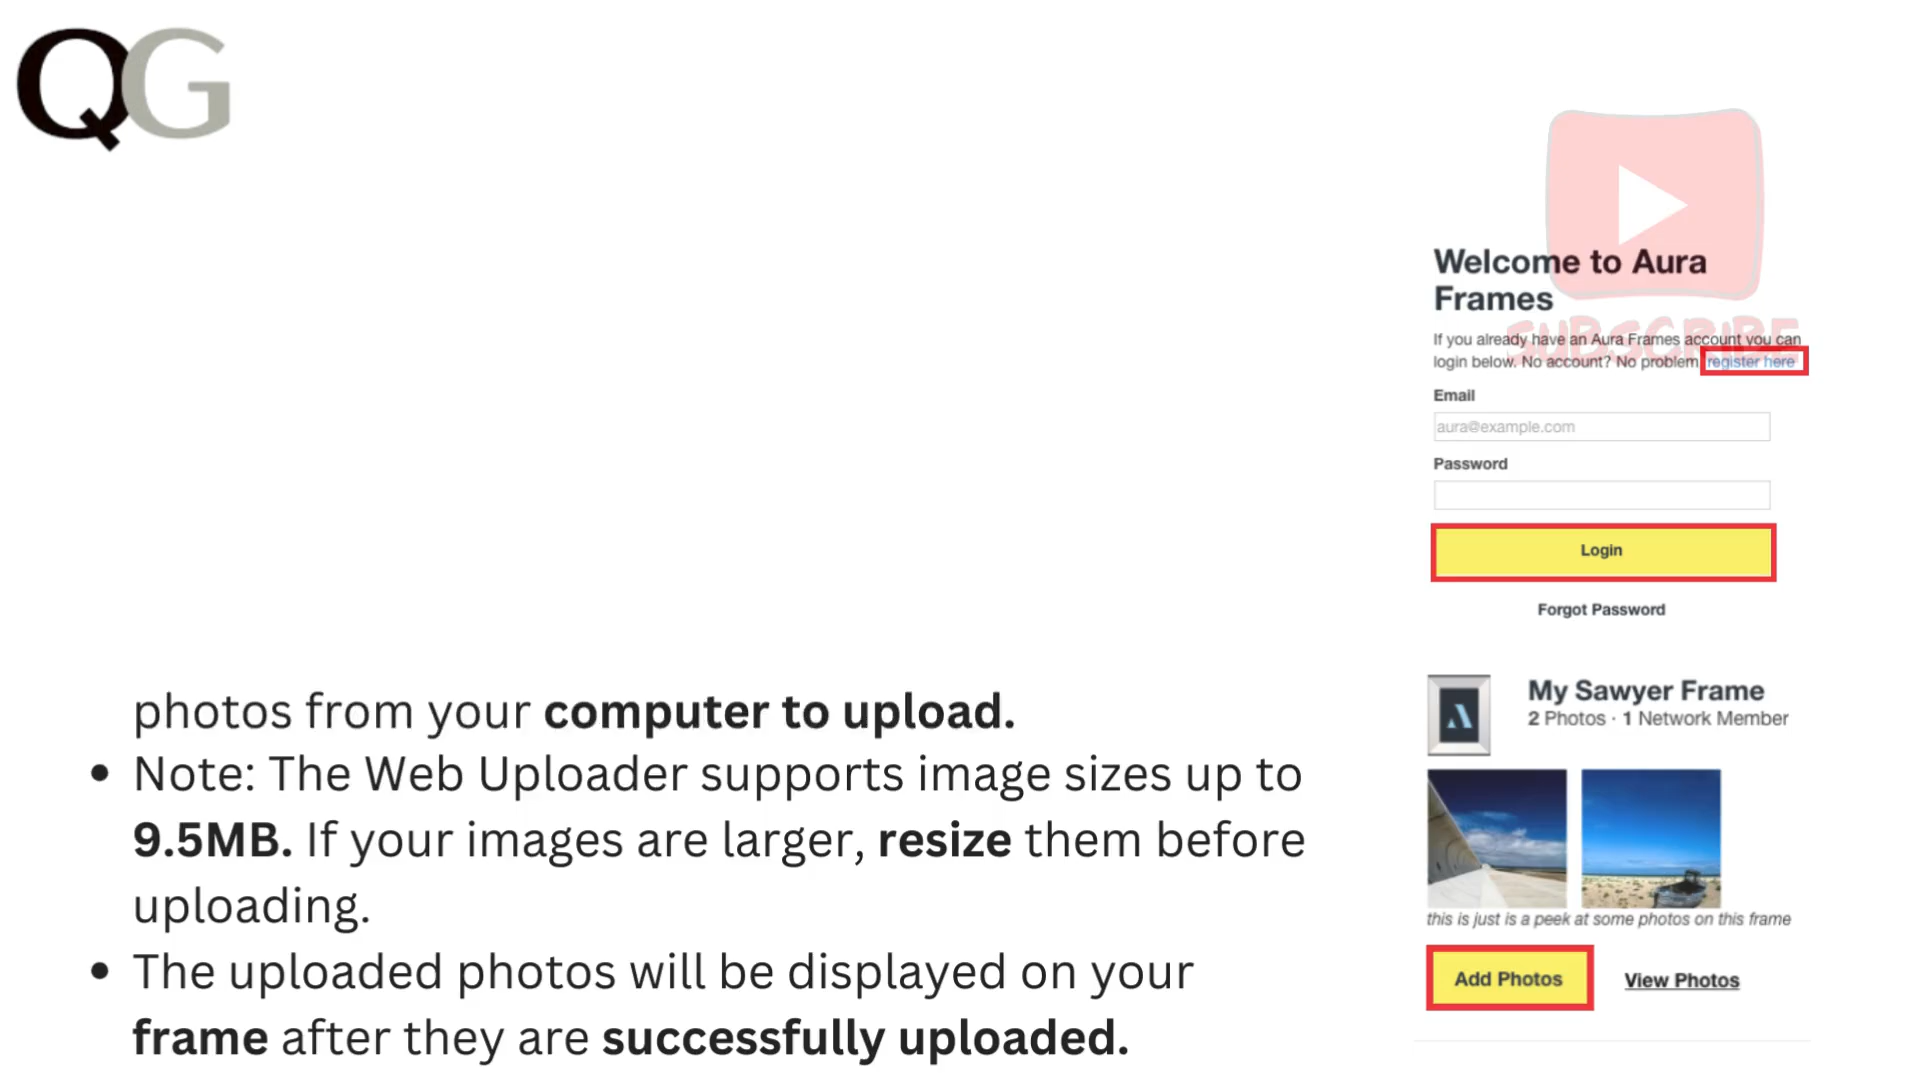 QG
photos from your computer to upload.
• Note: The Web Uploader supports image sizes up to
9.5MB. If your images are larger, resize them before
uploading.
• The uploaded photos will be displayed on your
frame after they are successfully uploaded.
SUBSCRIBE
Welcome to Aura
Frames
If you already have an Aura Frames account you can
login below. No account? No problem register here
Email
aura@example.com
Password
Login
Forgot Password
My Sawyer Frame
2 Photos · 1 Network Member
this is just is a peek at some photos on this frame
Add Photos
View Photos